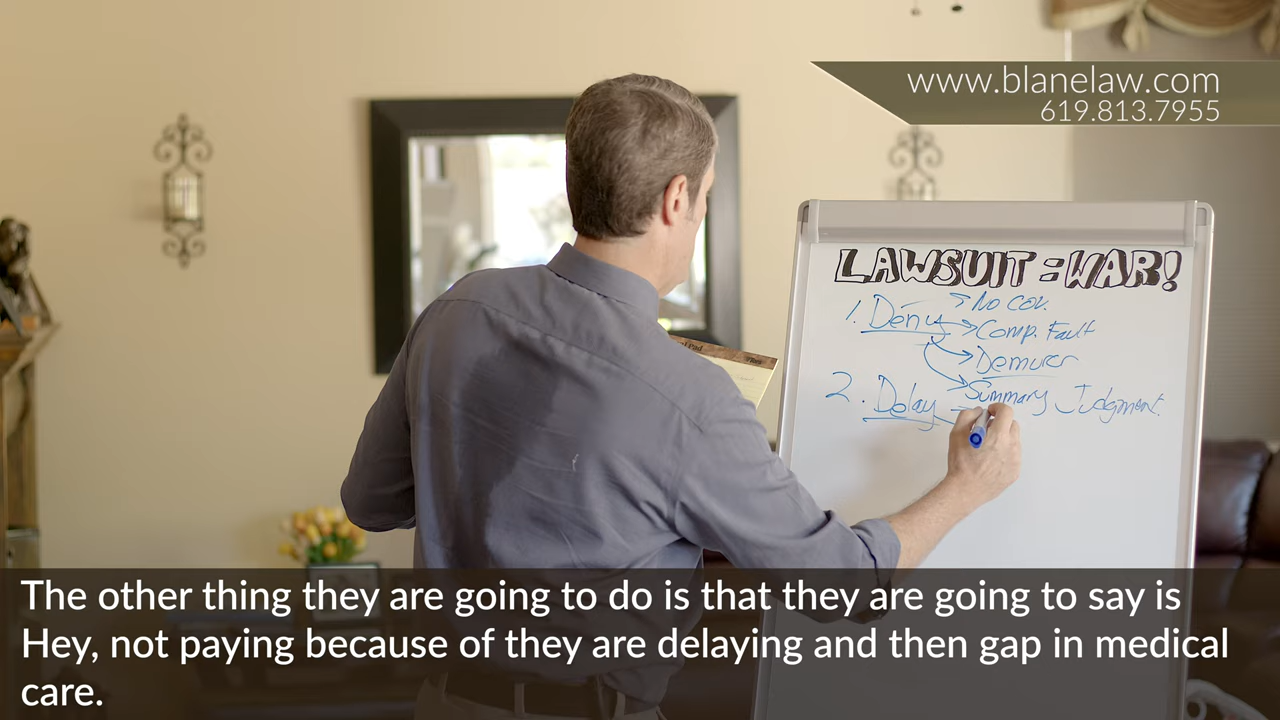 www.blanelaw.com
619.813.7955
LAWSUIT = WAR!
1. Deny → No cov.
→ Comp. Fault
→ Demurer
→ Summary Judgment.
2. Delay
The other thing they are going to do is that they are going to say is
Hey, not paying because of they are delaying and then gap in medical
care.